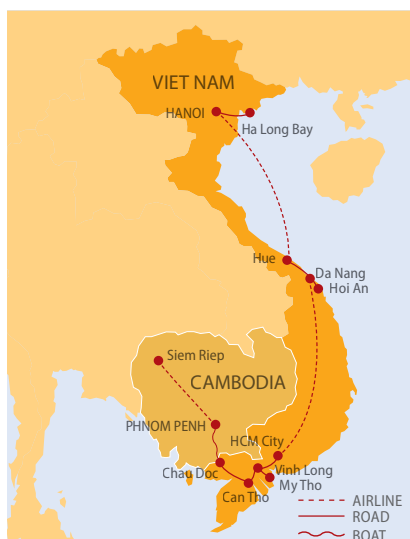 VIET NAM
HANOI
Ha Long Bay
Hue
Da Nang
Hoi An
Siem Riep
CAMBODIA
PHNOM PENH
HCM City
Chau Doc
Vinh Long
My Tho
Can Tho
AIRLINE
ROAD
BOAT